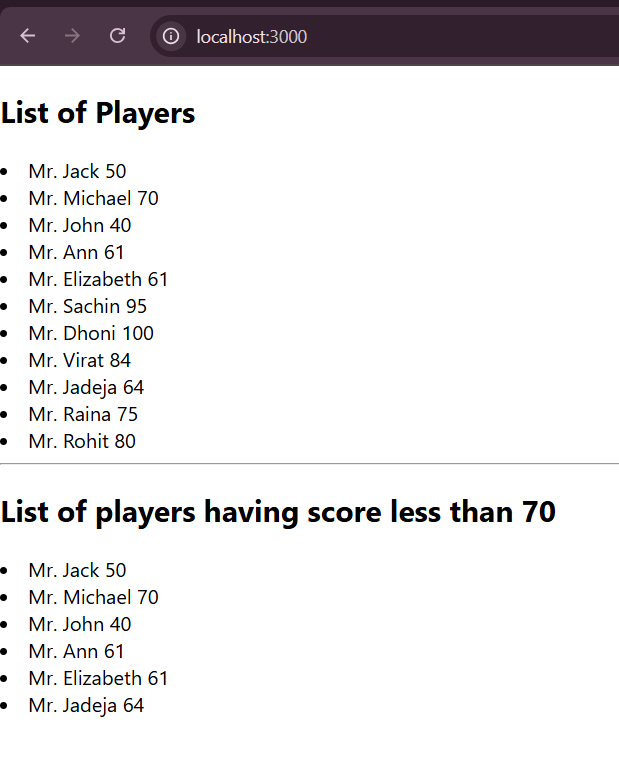 localhost:3000
List of Players
Mr. Jack 50
Mr. Michael 70
Mr. John 40
Mr. Ann 61
Mr. Elizabeth 61
Mr. Sachin 95
Mr. Dhoni 100
Mr. Virat 84
Mr. Jadeja 64
Mr. Raina 75
Mr. Rohit 80
List of players having score less than 70
Mr. Jack 50
Mr. Michael 70
Mr. John 40
Mr. Ann 61
Mr. Elizabeth 61
Mr. Jadeja 64